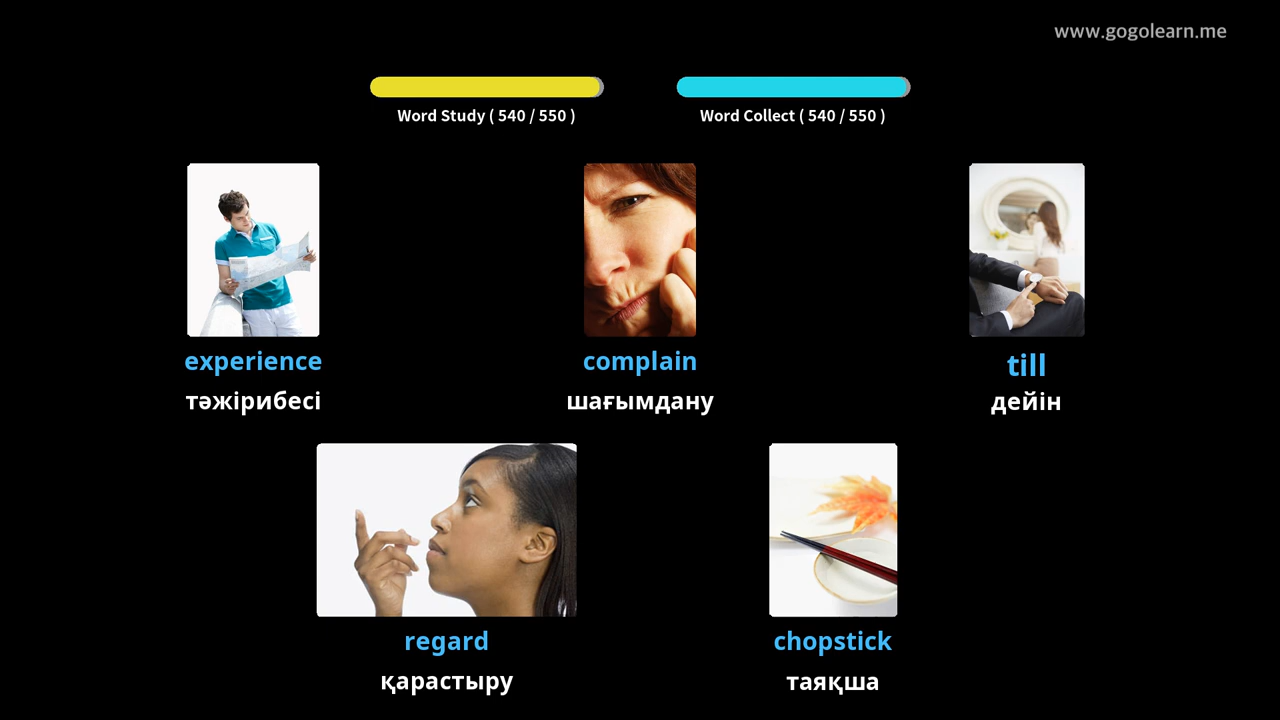 www.gogolearn.me
Word Study ( 540 / 550 )
Word Collect ( 540 / 550 )
experience
тәжірибесі
complain
шағымдану
till
дейін
regard
қарастыру
chopstick
таяқша